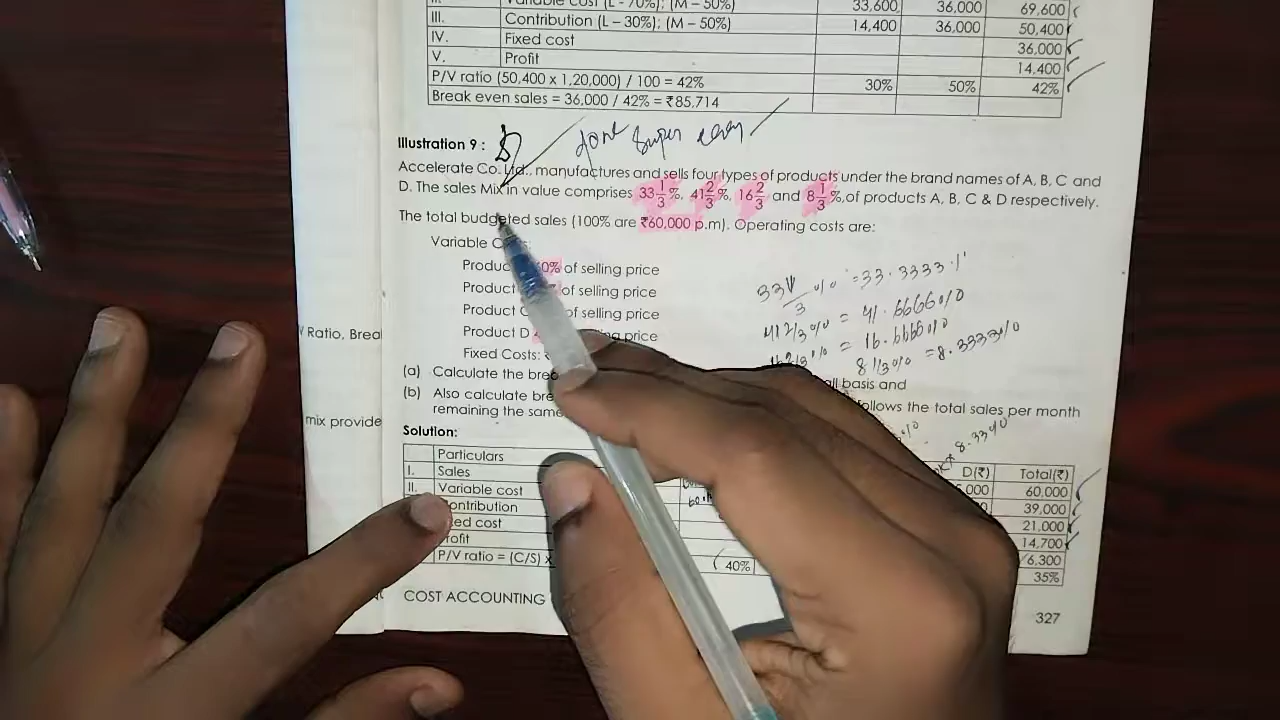 Variable Cost (L - 70%); (M – 50%) 33,600 36,000 69,600
III. Contribution (L – 30%); (M – 50%) 14,400 36,000 50,400
IV. Fixed cost 36,000
V. Profit 14,400
P/V ratio (50,400 x 1,20,000) / 100 = 42% 30% 50% 42%
Break even sales = 36,000 / 42% = ₹85,714
Illustration 9 :
done super easy
Accelerate Co. Ltd., manufactures and sells four types of products under the brand names of A, B, C and
D. The sales Mix in value comprises 33 1/3%, 41 2/3%, 16 2/3 and 8 1/3%, of products A, B, C & D respectively.
The total budgeted sales (100% are ₹60,000 p.m). Operating costs are:
Variable
Produc 60% of selling price
Product of selling price
Product C of selling price
Product D price
Fixed Costs:
33 1/3 % = 33.3333%
41 2/3 % = 41.6666%
16 2/3 % = 16.6666%
8 1/3 % = 8.3333%
V Ratio, Brea
(a) Calculate the bre basis and
(b) Also calculate bre follows the total sales per month
remaining the same
mix provide
Solution:
8.33%
Particulars D(₹) Total(₹)
I. Sales 5,000 60,000
II. Variable cost 39,000
ontribution 21,000
ed cost 14,700
rofit 6,300
P/V ratio = (C/S) x 40% 35%
COST ACCOUNTING 327